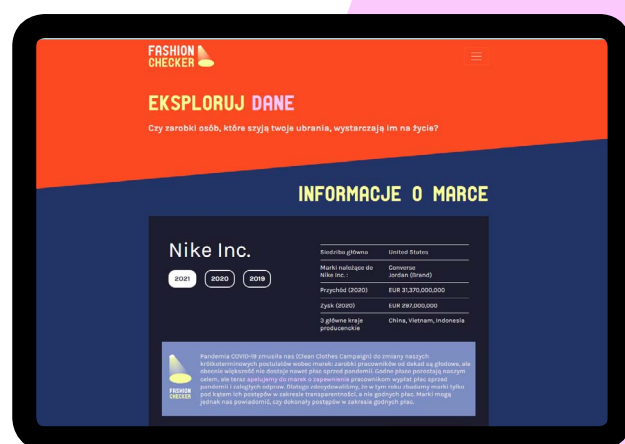 FASHION
CHECKER
EKSPLORUJ DANE
Czy zarobki osób, które szyją twoje ubrania, wystarczają im na życie?
INFORMACJE O MARCE
Nike Inc.
2021 2020 2019
Siedziba główna United States
Marki należące do Nike Inc. : Converse
Jordan (Brand)
Przychód (2020) EUR 31,370,000,000
Zysk (2020) EUR 297,000,000
3 główne kraje producenckie China, Vietnam, Indonesia
Pandemia COVID-19 zmusiła nas (Clean Clothes Campaign) do zmiany naszych
krótkoterminowych postulatów wobec marek: zarobki pracowników od dekad są głodowe, ale
obecnie większość nie dostaje nawet płac sprzed pandemii. Godne płace pozostają naszym
celem, ale teraz apelujemy do marek o zapewnienie pracownikom wypłat płac sprzed
pandemii i zaległych odpraw. Dlatego zdecydowaliśmy, że w tym roku zbadamy marki tylko
pod kątem ich postępów w zakresie transparentności, a nie godnych płac. Marki mogą
jednak nas powiadomić, czy dokonały postępów w zakresie godnych płac.
FASHION
CHECKER